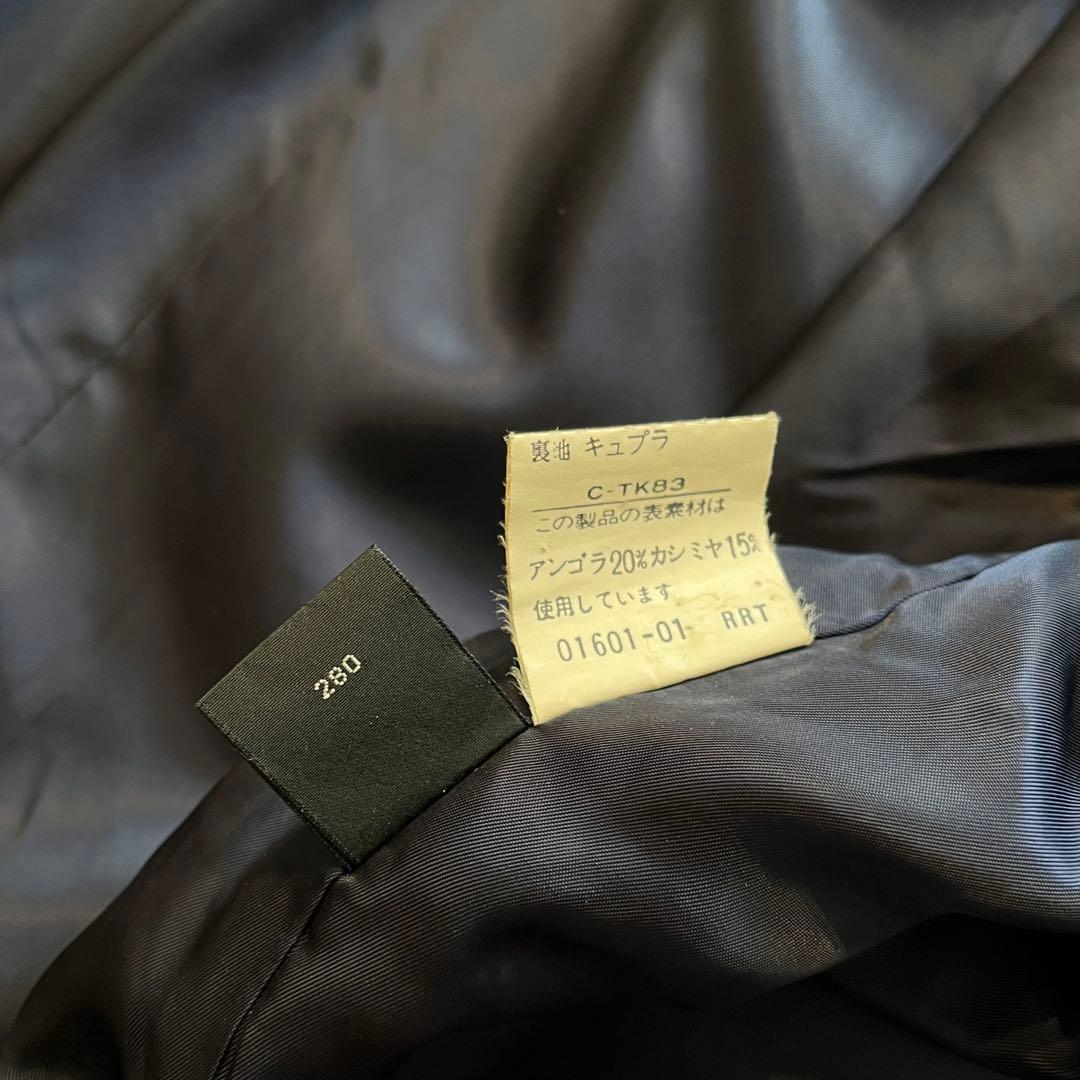 裏地 キュプラ
C-TK83
この製品の表素材は
アンゴラ20%カシミヤ15%
使用しています
01601-01 RRT
280